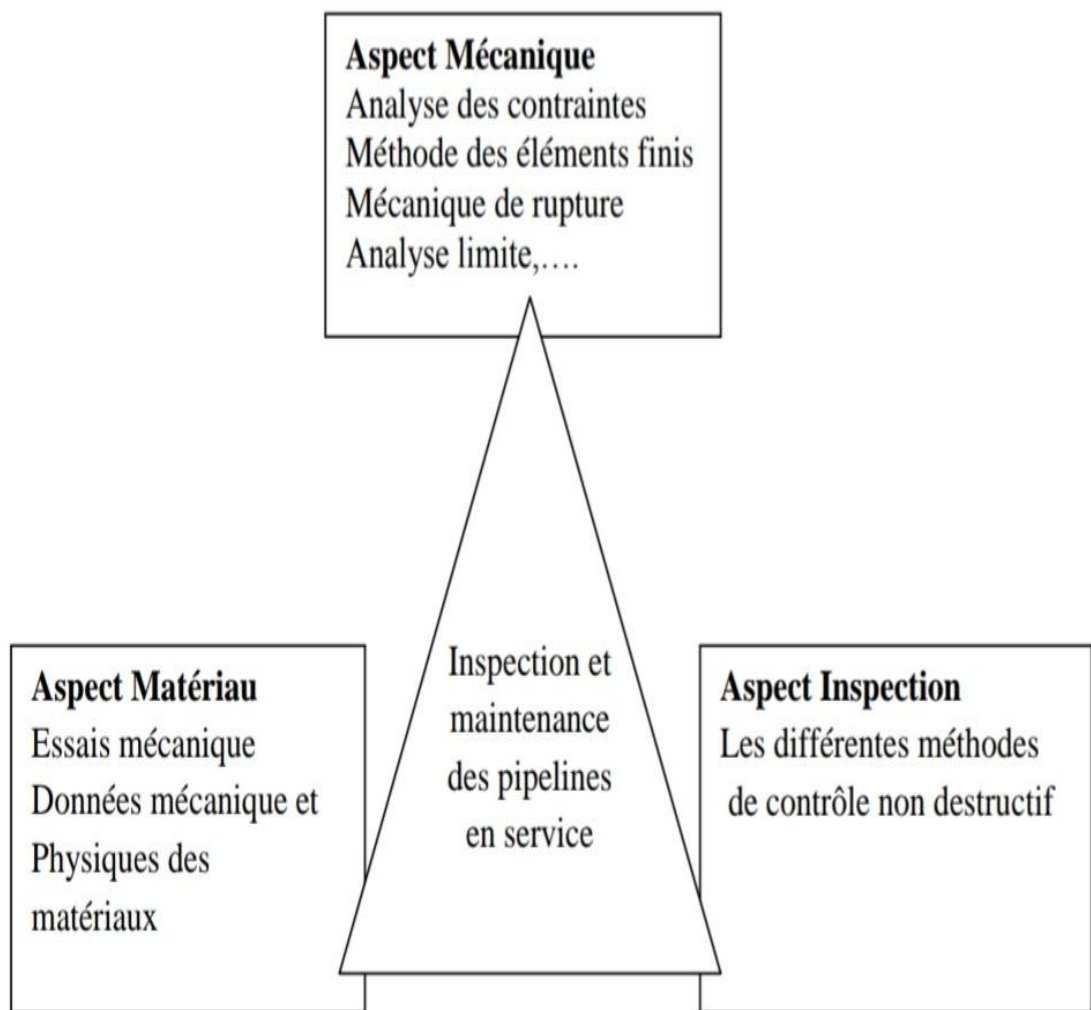 Aspect Mécanique
Analyse des contraintes
Méthode des éléments finis
Mécanique de rupture
Analyse limite,….
Aspect Matériau
Essais mécanique
Données mécanique et
Physiques des
matériaux
Inspection et
maintenance
des pipelines
en service
Aspect Inspection
Les différentes méthodes
de contrôle non destructif